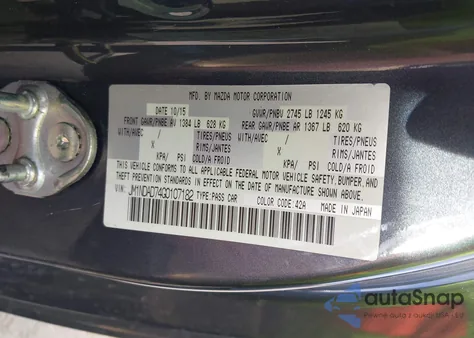 MFD. BY MAZDA MOTOR CORPORATION
DATE 10/15 GVWR/PNBV 2745 LB 1245 KG
FRONT GAWR/PNBE AV 1384 LB 628 KG REAR GAWR/PNBE AR 1367 LB 620 KG
WITH/AVEC / TIRES/PNEUS WITH/AVEC / TIRES/PNEUS
X RIMS/JANTES X RIMS/JANTES
KPA/ PSI COLD/A FROID KPA/ PSI COLD/A FROID
THIS VEHICLE CONFORMS TO ALL APPLICABLE FEDERAL MOTOR VEHICLE SAFETY, BUMPER, AND
THEFT PREVENTION STANDARDS IN EFFECT ON THE DATE OF MANUFACTURE SHOWN ABOVE.
VIN: JM1NDAD74G0107182 TYPE: PASS CAR COLOR CODE 42A MADE IN JAPAN
autoSnap